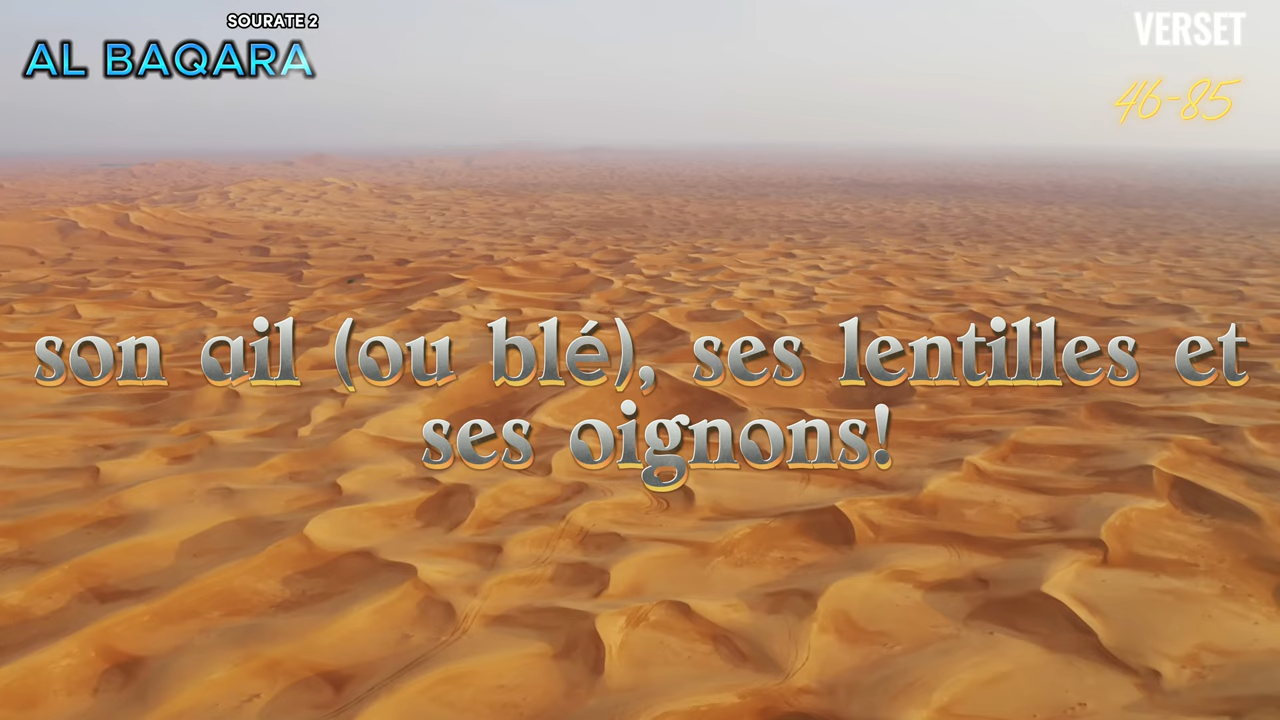 SOURATE 2
AL BAQARA
VERSET
46-85
son ail (ou blé), ses lentilles et
ses oignons!